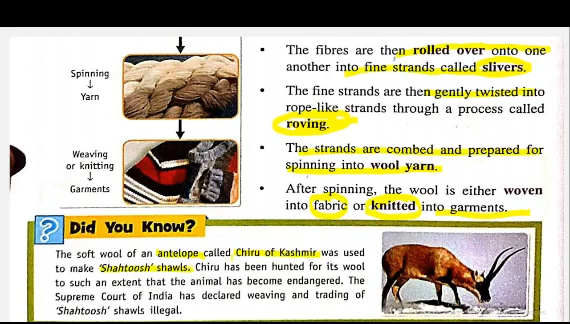 Spinning
↓
Yarn
Weaving
or knitting
↓
Garments
• The fibres are then rolled over onto one
another into fine strands called slivers.
• The fine strands are then gently twisted into
rope-like strands through a process called
roving.
• The strands are combed and prepared for
spinning into wool yarn.
• After spinning, the wool is either woven
into fabric or knitted into garments.
? Did You Know?
The soft wool of an antelope called Chiru of Kashmir was used
to make 'Shahtoosh' shawls. Chiru has been hunted for its wool
to such an extent that the animal has become endangered. The
Supreme Court of India has declared weaving and trading of
'Shahtoosh' shawls illegal.